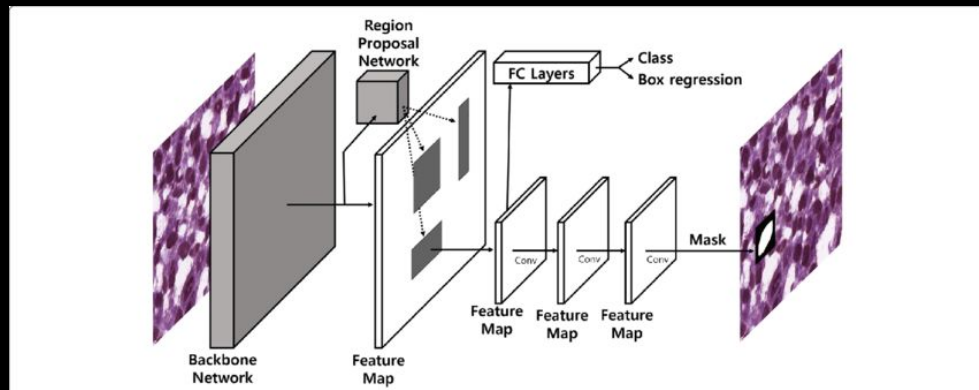 Region
Proposal
Network
FC Layers
Class
Box regression
Conv
Conv
Conv
Mask
Feature
Map
Feature
Map
Feature
Map
Feature
Map
Backbone
Network